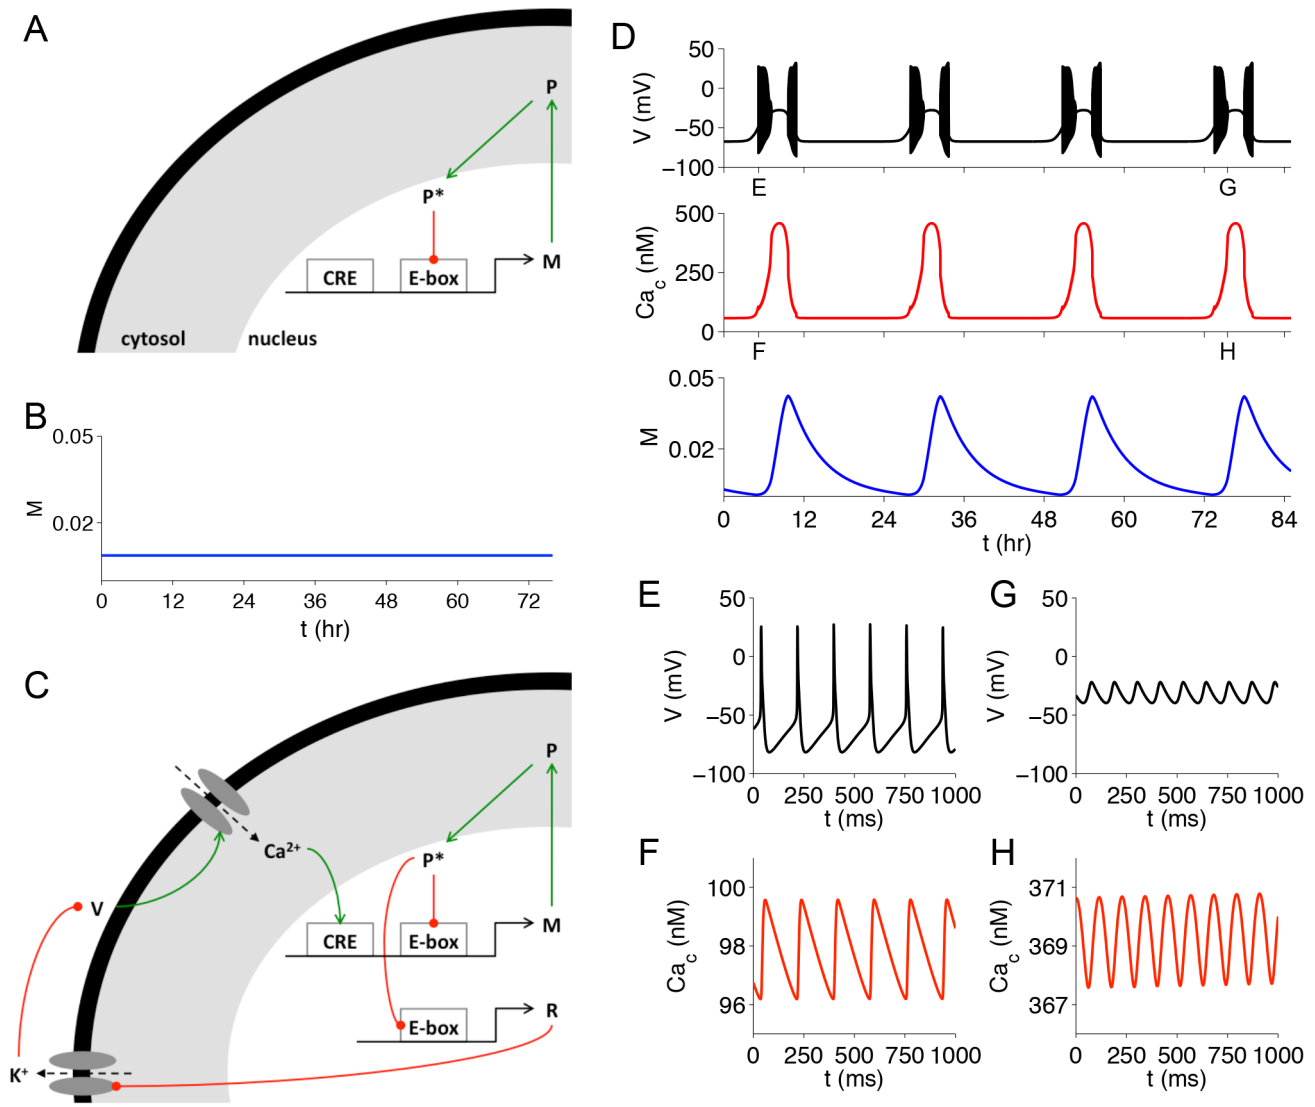 A
P
P*
CRE
E-box
M
cytosol
nucleus
B
0.05
M
0.02
0 12 24 36 48 60 72
t (hr)
C
P
Ca2+
P*
V
CRE
E-box
M
E-box
R
K+
D
50
0
−50
−100
V (mV)
E G
500
250
0
Cac (nM)
F H
0.05
0.02
M
0 12 24 36 48 60 72 84
t (hr)
E
50
0
−50
−100
V (mV)
0 250 500 750 1000
t (ms)
G
50
0
−50
−100
V (mV)
0 250 500 750 1000
t (ms)
F
100
98
96
Cac (nM)
0 250 500 750 1000
t (ms)
H
371
369
367
Cac (nM)
0 250 500 750 1000
t (ms)